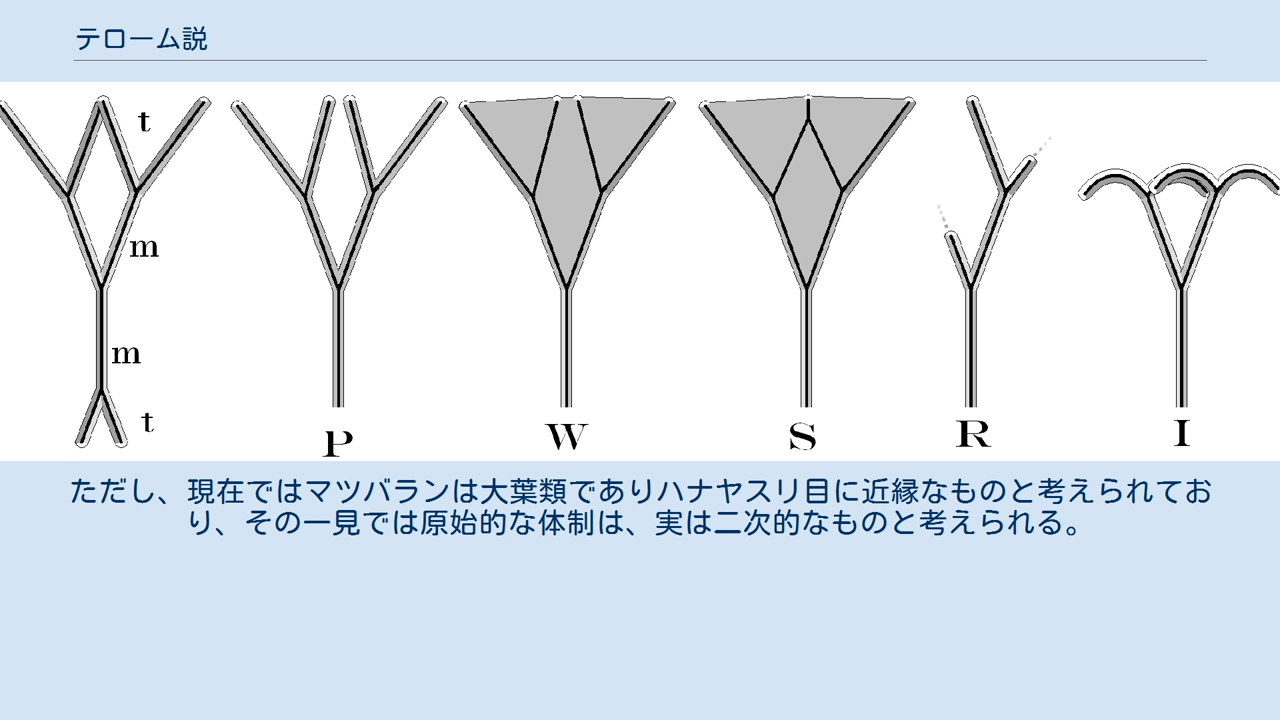 テローム説
t
m
m
t
P
W
S
R
I
ただし、現在ではマツバランは大葉類でありハナヤスリ目に近縁なものと考えられてお
り、その一見では原始的な体制は、実は二次的なものと考えられる。